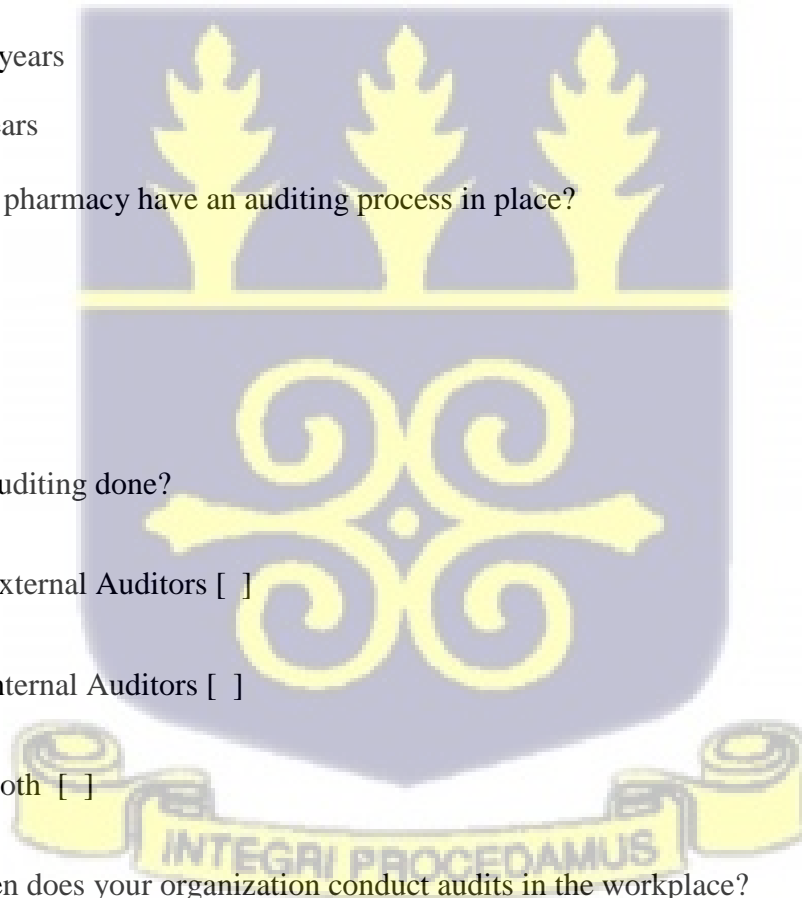 years
ars
pharmacy have an auditing process in place?
uditing done?
xternal Auditors [  ]
nternal Auditors [  ]
oth  [ ]
INTEGRI PROCEDAMUS
en does your organization conduct audits in the workplace?